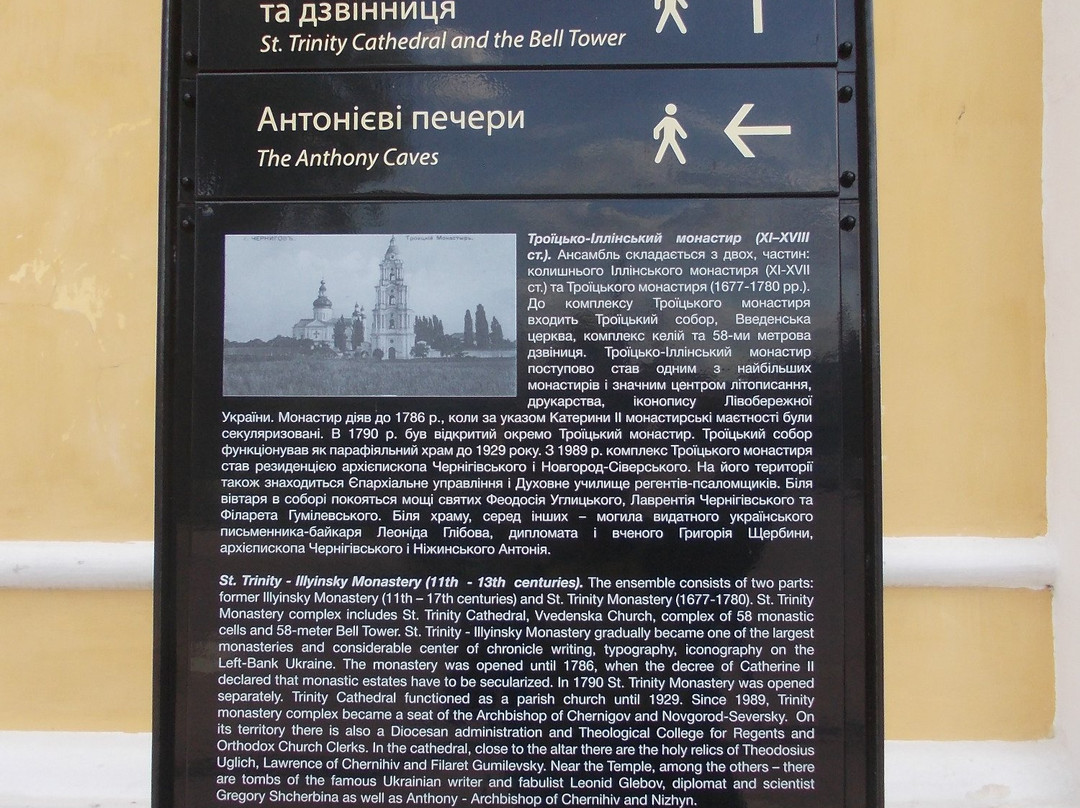 та дзвіниця
St. Trinity Cathedral and the Bell Tower
Антонієві печери
The Anthony Caves
г. ЧЕРНИГОВЪ. Троицкій Монастырь.
Троїцько-Іллінський монастир (XI–XVIII
ст.). Ансамбль складається з двох, частин:
колишнього Іллінського монастиря (XI-XVII
ст.) та Троїцького монастиря (1677-1780 рр.).
До комплексу Троїцького монастиря
входить Троїцький собор, Введенська
церква, комплекс келій та 58-ми метрова
дзвіниця. Троїцько-Іллінський монастир
поступово став одним з найбільших
монастирів і значним центром літописання,
друкарства, іконопису Лівобережної
України. Монастир діяв до 1786 р., коли за указом Катерини II монастирські маєтності були
секуляризовані. В 1790 р. був відкритий окремо Троїцький монастир. Троїцький собор
функціонував як парафіяльний храм до 1929 року. З 1989 р. комплекс Троїцького монастиря
став резиденцією архієпископа Чернігівського і Новгород-Сіверського. На його території
також знаходиться Єпархіальне управління і Духовне училище регентів-псаломщиків. Біля
вівтаря в соборі покояться мощі святих Феодосія Углицького, Лаврентія Чернігівського та
Філарета Гумілевського. Біля храму, серед інших – могила видатного українського
письменника-байкаря Леоніда Глібова, дипломата і вченого Григорія Щербини,
архієпископа Чернігівського і Ніжинського Антонія.
St. Trinity - Illyinsky Monastery (11th - 13th centuries). The ensemble consists of two parts:
former Illyinsky Monastery (11th – 17th centuries) and St. Trinity Monastery (1677-1780). St. Trinity
Monastery complex includes St. Trinity Cathedral, Vvedenska Church, complex of 58 monastic
cells and 58-meter Bell Tower. St. Trinity - Illyinsky Monastery gradually became one of the largest
monasteries and considerable center of chronicle writing, typography, iconography on the
Left-Bank Ukraine. The monastery was opened until 1786, when the decree of Catherine II
declared that monastic estates have to be secularized. In 1790 St. Trinity Monastery was opened
separately. Trinity Cathedral functioned as a parish church until 1929. Since 1989, Trinity
monastery complex became a seat of the Archbishop of Chernigov and Novgorod-Seversky. On
its territory there is also a Diocesan administration and Theological College for Regents and
Orthodox Church Clerks. In the cathedral, close to the altar there are the holy relics of Theodosius
Uglich, Lawrence of Chernihiv and Filaret Gumilevsky. Near the Temple, among the others – there
are tombs of the famous Ukrainian writer and fabulist Leonid Glebov, diplomat and scientist
Gregory Shcherbina as well as Anthony - Archbishop of Chernihiv and Nizhyn.